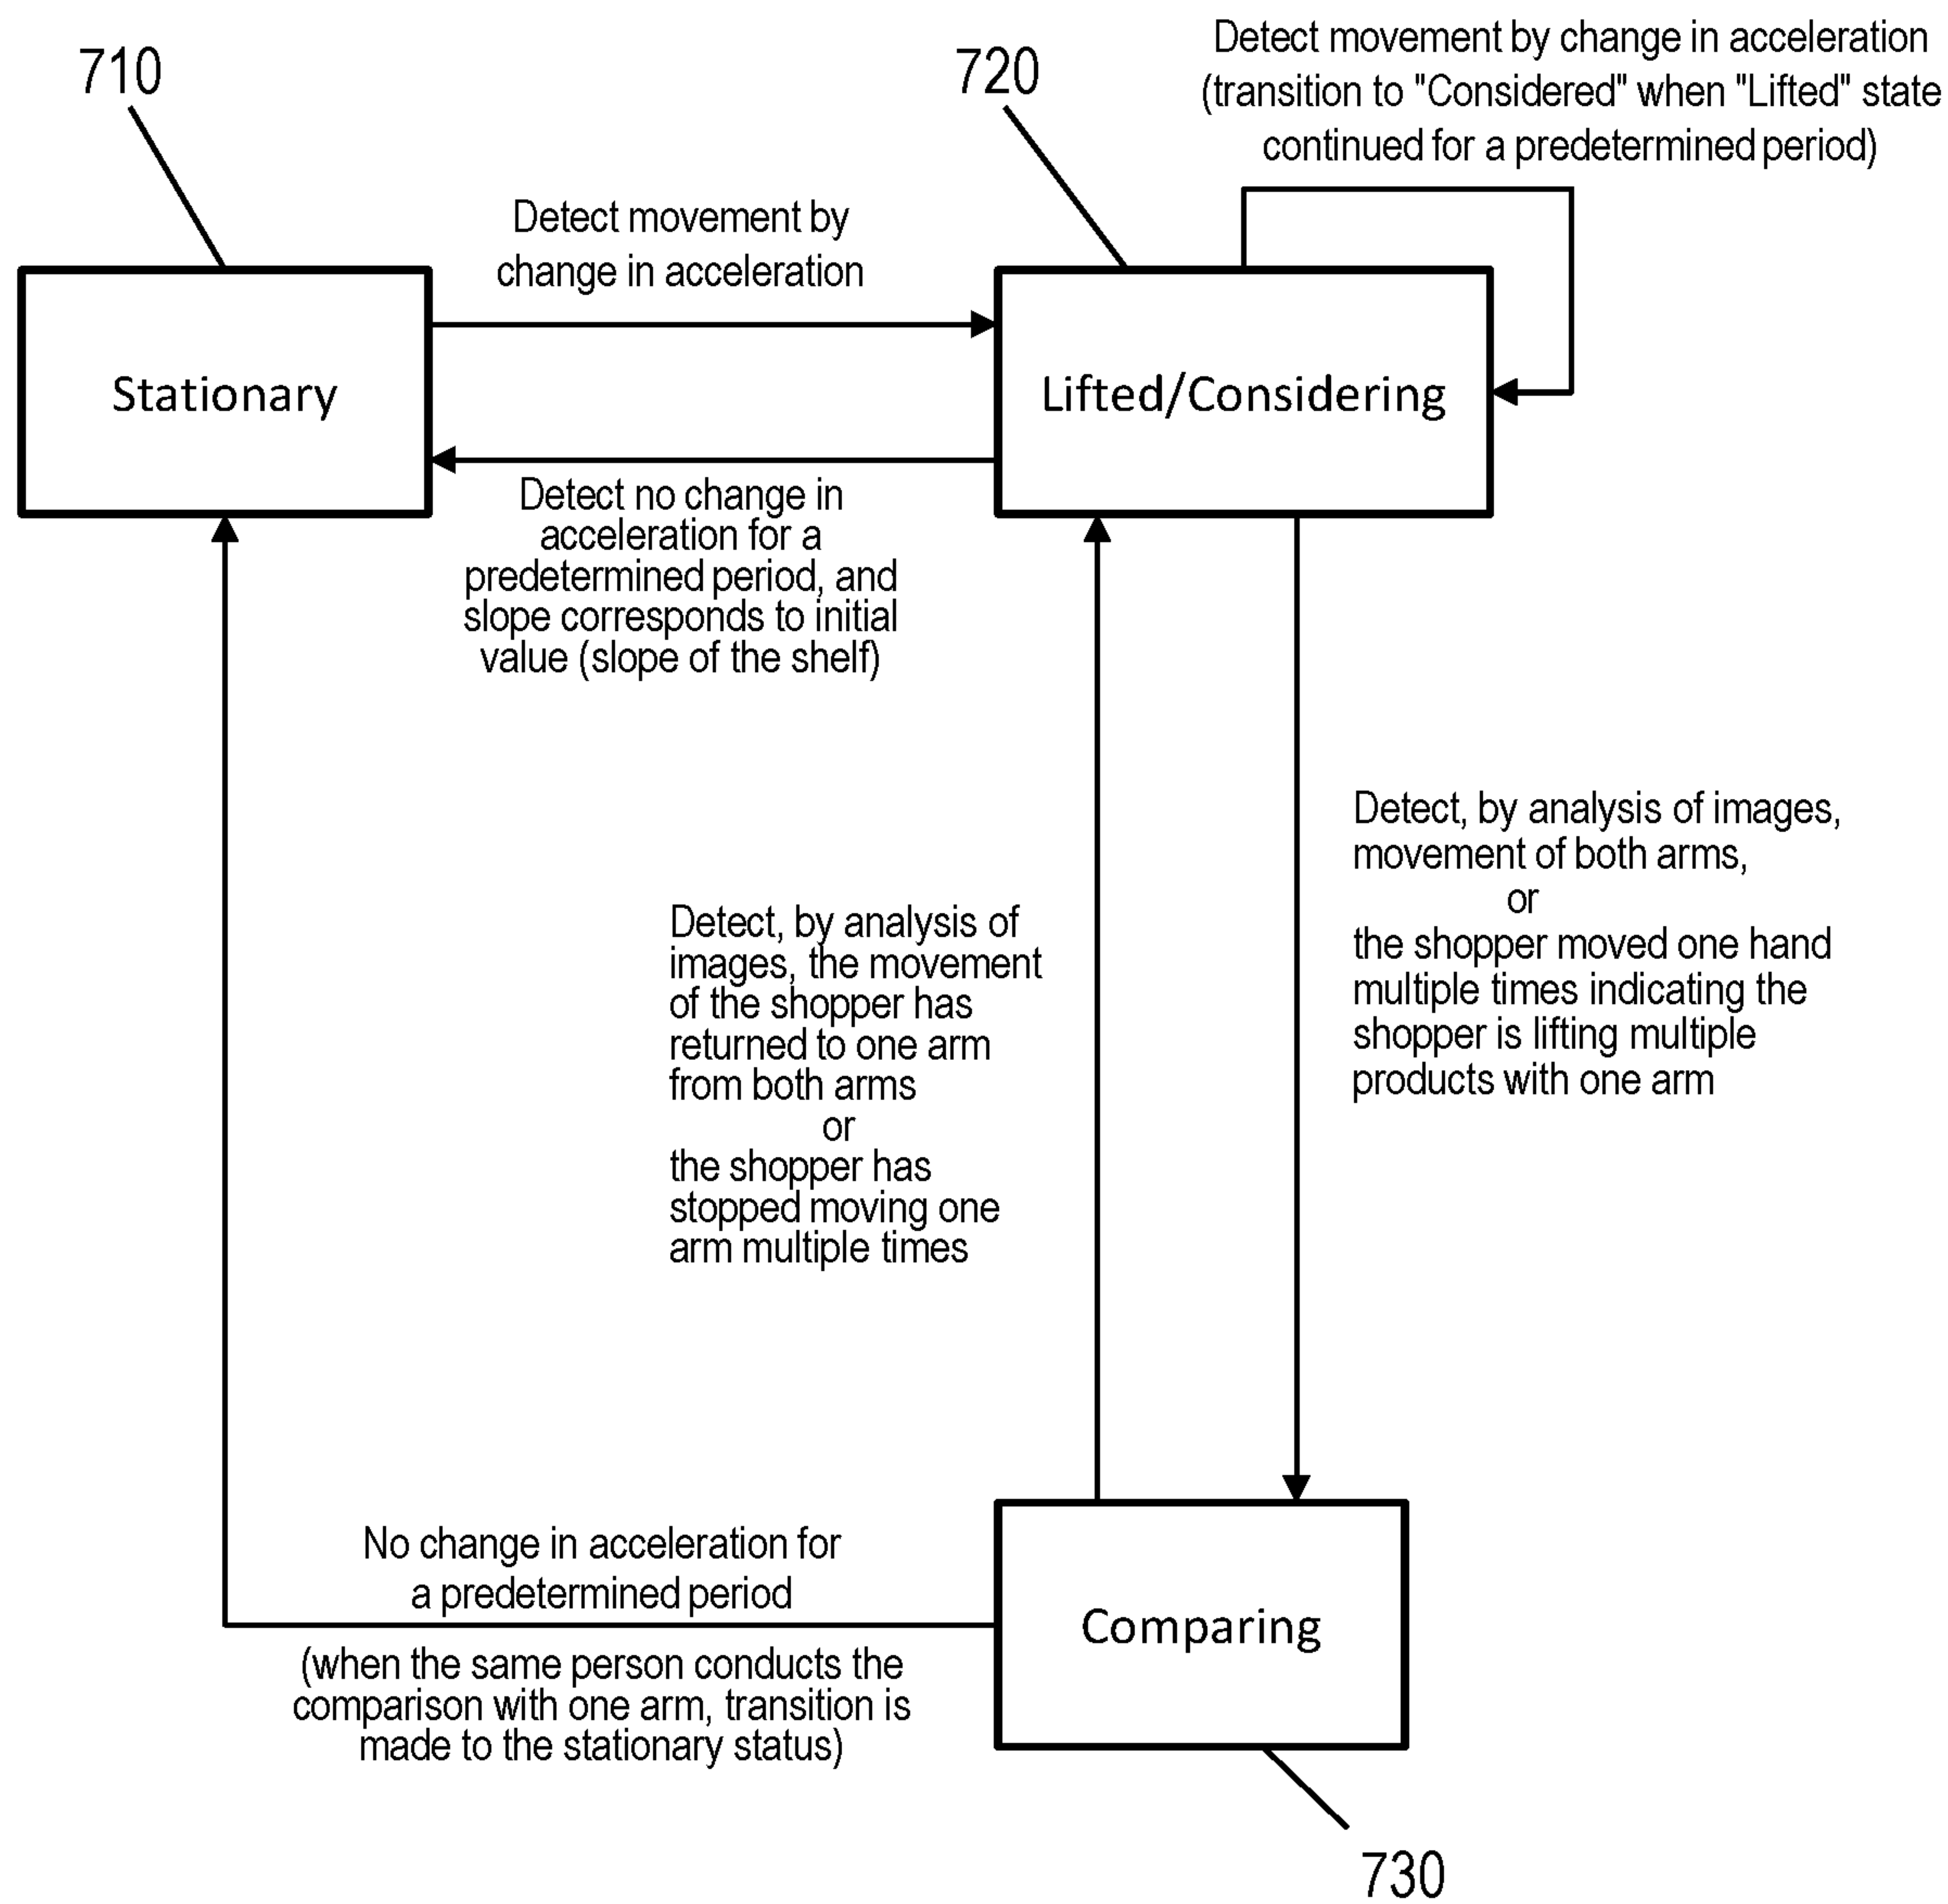 710
720
Detect movement by change in acceleration
(transition to "Considered" when "Lifted" state
continued for a predetermined period)
Detect movement by
change in acceleration
Stationary
Lifted/Considering
Detect no change in
acceleration for a
predetermined period, and
slope corresponds to initial
value (slope of the shelf)
Detect, by analysis of images,
movement of both arms,
or
the shopper moved one hand
multiple times indicating the
shopper is lifting multiple
products with one arm
Detect, by analysis of
images, the movement
of the shopper has
returned to one arm
from both arms
or
the shopper has
stopped moving one
arm multiple times
No change in acceleration for
a predetermined period
(when the same person conducts the
comparison with one arm, transition is
made to the stationary status)
Comparing
730